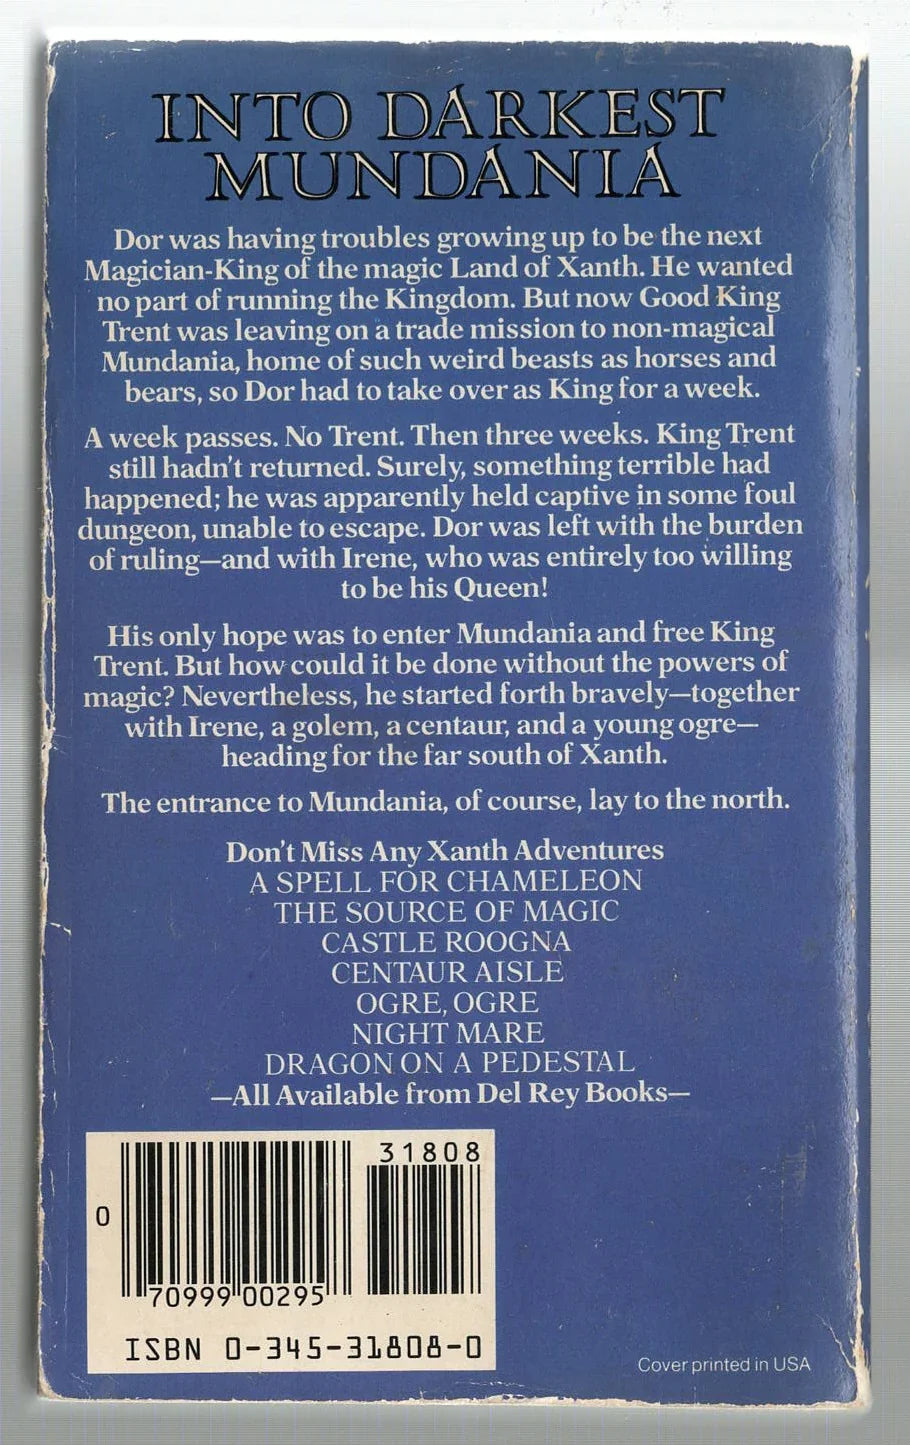 INTO DARKEST
MUNDANIA
Dor was having troubles growing up to be the next
Magician-King of the magic Land of Xanth. He wanted
no part of running the Kingdom. But now Good King
Trent was leaving on a trade mission to non-magical
Mundania, home of such weird beasts as horses and
bears, so Dor had to take over as King for a week.
A week passes. No Trent. Then three weeks. King Trent
still hadn't returned. Surely, something terrible had
happened; he was apparently held captive in some foul
dungeon, unable to escape. Dor was left with the burden
of ruling—and with Irene, who was entirely too willing
to be his Queen!
His only hope was to enter Mundania and free King
Trent. But how could it be done without the powers of
magic? Nevertheless, he started forth bravely—together
with Irene, a golem, a centaur, and a young ogre—
heading for the far south of Xanth.
The entrance to Mundania, of course, lay to the north.
Don't Miss Any Xanth Adventures
A SPELL FOR CHAMELEON
THE SOURCE OF MAGIC
CASTLE ROOGNA
CENTAUR AISLE
OGRE, OGRE
NIGHT MARE
DRAGON ON A PEDESTAL
—All Available from Del Rey Books—
31808
0
70999 00295
ISBN 0-345-31808-0
Cover printed in USA